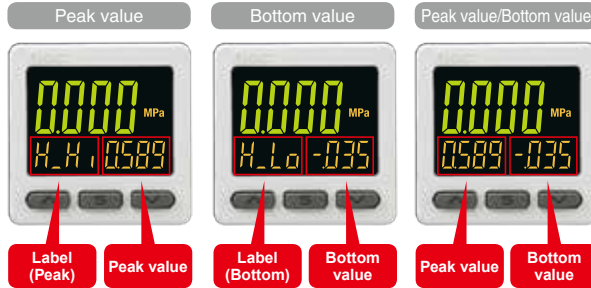 Peak value
Bottom value
Peak value/Bottom value
0.000 MPa
0.000 MPa
0.000 MPa
H_Hi 0.589
H_Lo -.035
0.589 -.035
S
S
S
Label (Peak)
Peak value
Label (Bottom)
Bottom value
Peak value
Bottom value